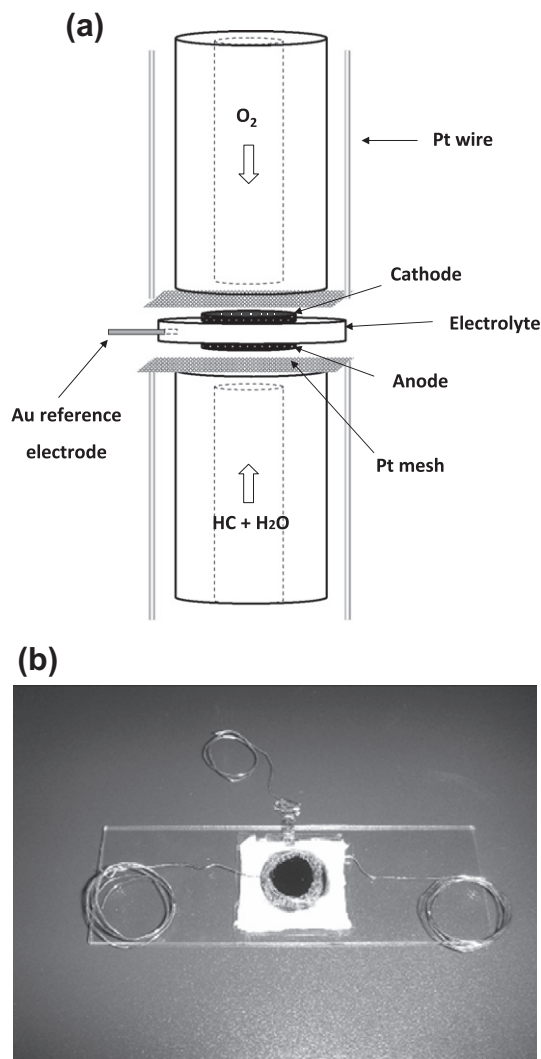 (a)
O₂
Pt wire
Cathode
Electrolyte
Anode
Au reference
electrode
Pt mesh
HC + H₂O
(b)